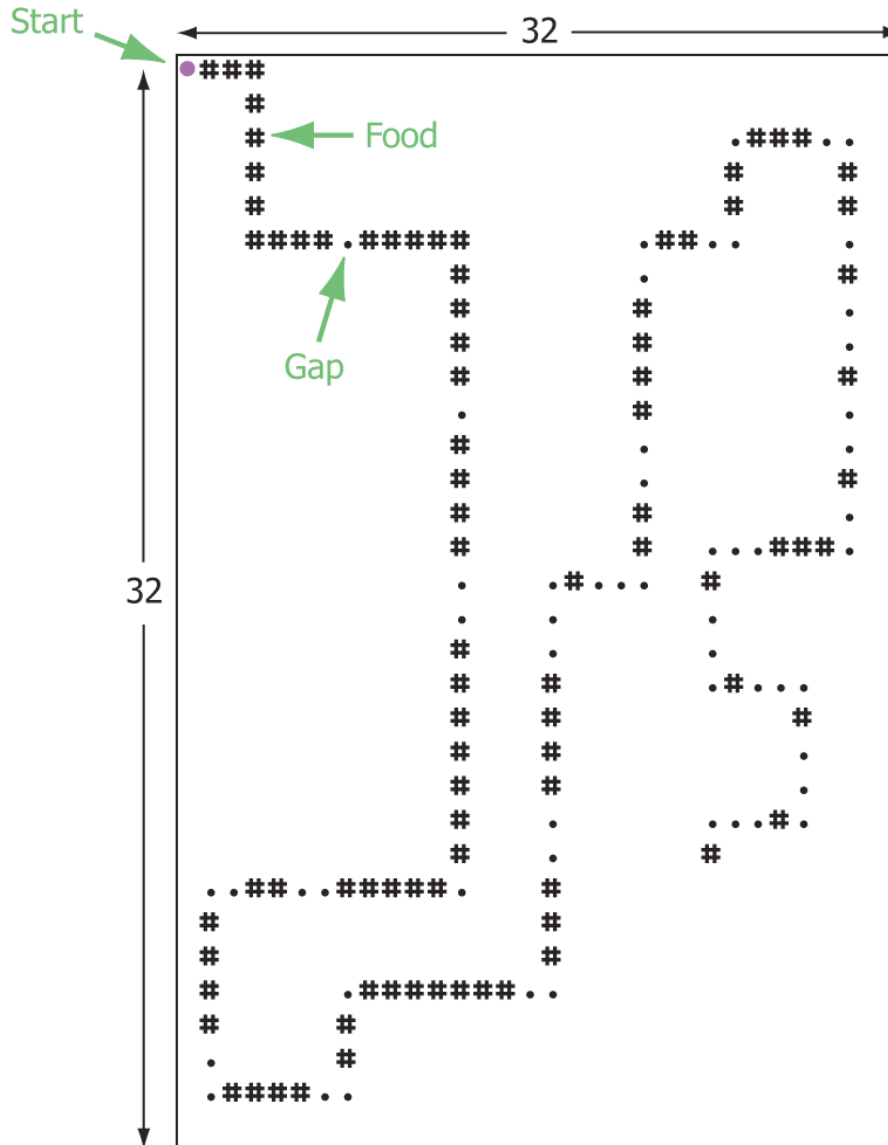 Start
32
###
#
# Food .###..
# # #
# # #
####.##### .##.. .
# . #
# # .
# # .
Gap # # #
. # .
# . .
# . #
# # .
# # ...###.
32 . .#... #
. . .
# . .
# # .#...
# # #
# # .
# # .
# . ...#.
# . #
..##..#####. #
# #
# #
# .#######..
# #
. #
.####..